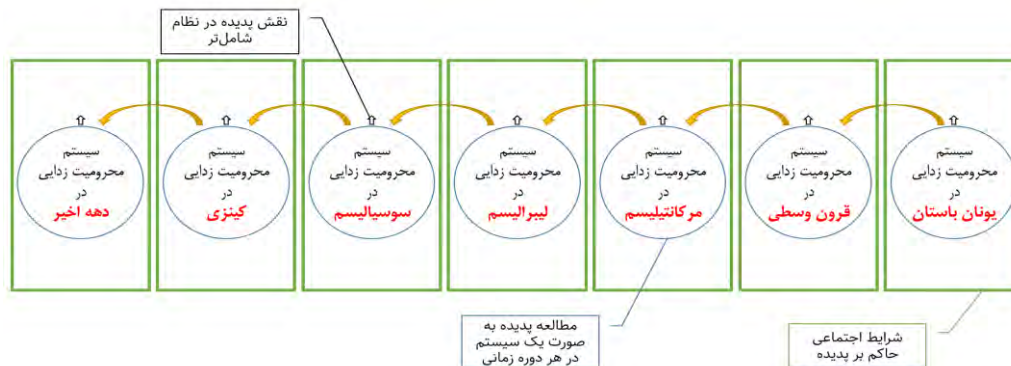 نقش پدیده در نظام
شامل‌تر
سیستم
محرومیت زدایی
در
یونان باستان
سیستم
محرومیت زدایی
در
قرون وسطی
سیستم
محرومیت زدایی
در
مرکانتیلیسم
سیستم
محرومیت زدایی
در
لیبرالیسم
سیستم
محرومیت زدایی
در
سوسیالیسم
سیستم
محرومیت زدایی
در
کینزی
سیستم
محرومیت زدایی
در
دهه اخیر
شرایط اجتماعی
حاکم بر پدیده
مطالعه پدیده به
صورت یک سیستم
در هر دوره زمانی